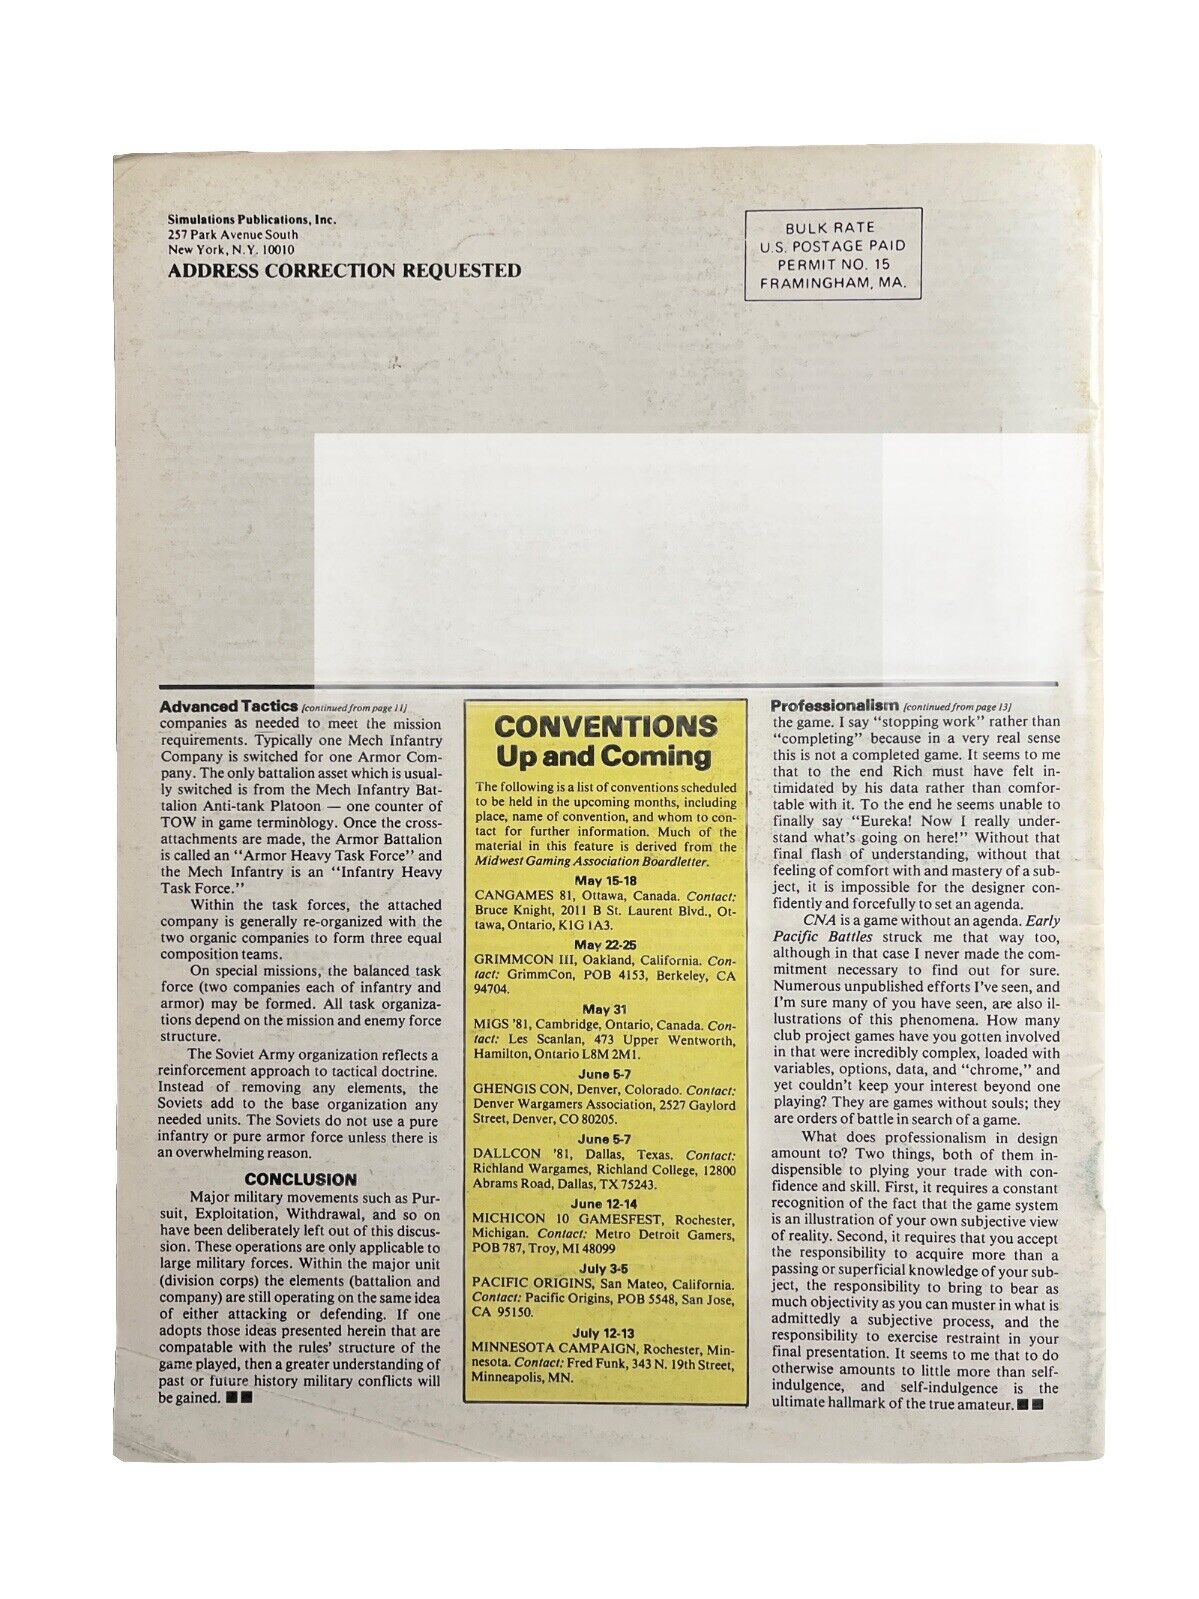 Simulations Publications, Inc.
257 Park Avenue South
New York, N.Y. 10010
ADDRESS CORRECTION REQUESTED
BULK RATE
U.S. POSTAGE PAID
PERMIT NO. 15
FRAMINGHAM, MA.
Advanced Tactics [continued from page 11]
companies as needed to meet the mission
requirements. Typically one Mech Infantry
Company is switched for one Armor Com-
pany. The only battalion asset which is usual-
ly switched is from the Mech Infantry Bat-
talion Anti-tank Platoon — one counter of
TOW in game terminology. Once the cross-
attachments are made, the Armor Battalion
is called an "Armor Heavy Task Force" and
the Mech Infantry is an "Infantry Heavy
Task Force."
Within the task forces, the attached
company is generally re-organized with the
two organic companies to form three equal
composition teams.
On special missions, the balanced task
force (two companies each of infantry and
armor) may be formed. All task organiza-
tions depend on the mission and enemy force
structure.
The Soviet Army organization reflects a
reinforcement approach to tactical doctrine.
Instead of removing any elements, the
Soviets add to the base organization any
needed units. The Soviets do not use a pure
infantry or pure armor force unless there is
an overwhelming reason.
CONCLUSION
Major military movements such as Pur-
suit, Exploitation, Withdrawal, and so on
have been deliberately left out of this discus-
sion. These operations are only applicable to
large military forces. Within the major unit
(division corps) the elements (battalion and
company) are still operating on the same idea
of either attacking or defending. If one
adopts those ideas presented herein that are
compatable with the rules' structure of the
game played, then a greater understanding of
past or future history military conflicts will
be gained. ■■
CONVENTIONS
Up and Coming
The following is a list of conventions scheduled
to be held in the upcoming months, including
place, name of convention, and whom to con-
tact for further information. Much of the
material in this feature is derived from the
Midwest Gaming Association Boardletter.
May 15-18
CANGAMES 81, Ottawa, Canada. Contact:
Bruce Knight, 2011 B St. Laurent Blvd., Ot-
tawa, Ontario, K1G 1A3.
May 22-25
GRIMMCON III, Oakland, California. Con-
tact: GrimmCon, POB 4153, Berkeley, CA
94704.
May 31
MIGS '81, Cambridge, Ontario, Canada. Con-
tact: Les Scanlan, 473 Upper Wentworth,
Hamilton, Ontario L8M 2M1.
June 5-7
GHENGIS CON, Denver, Colorado. Contact:
Denver Wargamers Association, 2527 Gaylord
Street, Denver, CO 80205.
June 5-7
DALLCON '81, Dallas, Texas. Contact:
Richland Wargames, Richland College, 12800
Abrams Road, Dallas, TX 75243.
June 12-14
MICHICON 10 GAMESFEST, Rochester,
Michigan. Contact: Metro Detroit Gamers,
POB 787, Troy, MI 48099
July 3-5
PACIFIC ORIGINS, San Mateo, California.
Contact: Pacific Origins, POB 5548, San Jose,
CA 95150.
July 12-13
MINNESOTA CAMPAIGN, Rochester, Min-
nesota. Contact: Fred Funk, 343 N. 19th Street,
Minneapolis, MN.
Professionalism [continued from page 13]
the game. I say "stopping work" rather than
"completing" because in a very real sense
this is not a completed game. It seems to me
that to the end Rich must have felt in-
timidated by his data rather than comfor-
table with it. To the end he seems unable to
finally say "Eureka! Now I really under-
stand what's going on here!" Without that
final flash of understanding, without that
feeling of comfort with and mastery of a sub-
ject, it is impossible for the designer con-
fidently and forcefully to set an agenda.
CNA is a game without an agenda. Early
Pacific Battles struck me that way too,
although in that case I never made the com-
mitment necessary to find out for sure.
Numerous unpublished efforts I've seen, and
I'm sure many of you have seen, are also il-
lustrations of this phenomena. How many
club project games have you gotten involved
in that were incredibly complex, loaded with
variables, options, data, and "chrome," and
yet couldn't keep your interest beyond one
playing? They are games without souls; they
are orders of battle in search of a game.
What does professionalism in design
amount to? Two things, both of them in-
dispensible to plying your trade with con-
fidence and skill. First, it requires a constant
recognition of the fact that the game system
is an illustration of your own subjective view
of reality. Second, it requires that you accept
the responsibility to acquire more than a
passing or superficial knowledge of your sub-
ject, the responsibility to bring to bear as
much objectivity as you can muster in what is
admittedly a subjective process, and the
responsibility to exercise restraint in your
final presentation. It seems to me that to do
otherwise amounts to little more than self-
indulgence, and self-indulgence is the
ultimate hallmark of the true amateur. ■■